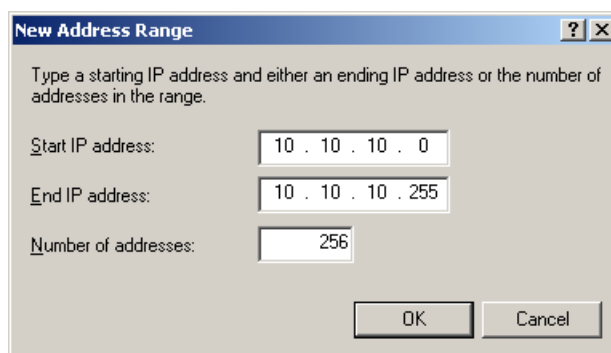 New Address Range
? ×
Type a starting IP address and either an ending IP address or the number of
addresses in the range.
Start IP address:
10 . 10 . 10 . 0
End IP address:
10 . 10 . 10 . 255
Number of addresses:
256
OK
Cancel